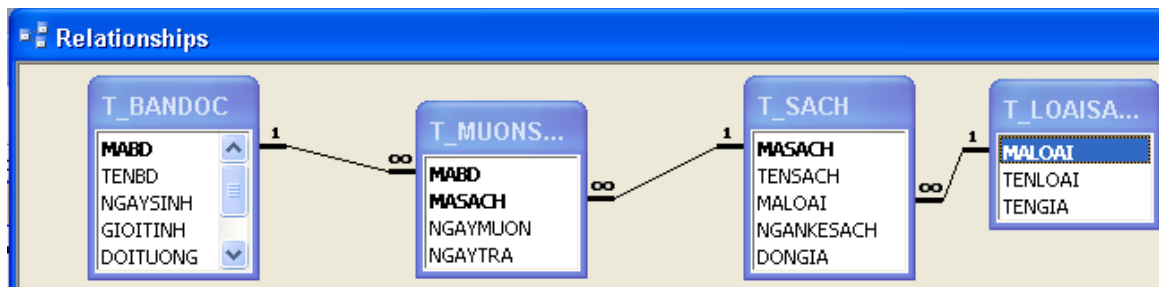 Relationships
T_BANDOC
MABD
TENBD
NGAYSINH
GIOITINH
DOITUONG
1
∞
T_MUONS...
MABD
MASACH
NGAYMUON
NGAYTRA
∞
1
T_SACH
MASACH
TENSACH
MALOAI
NGANKESACH
DONGIA
∞
1
T_LOAISA...
MALOAI
TENLOAI
TENGIA